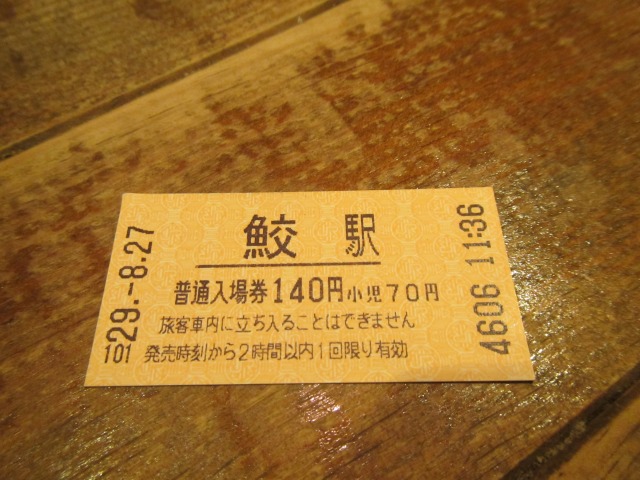 鮫駅
普通入場券140円小児70円
旅客車内に立ち入ることはできません
発売時刻から2時間以内1回限り有効
29.-8.27
101
4606 11:36